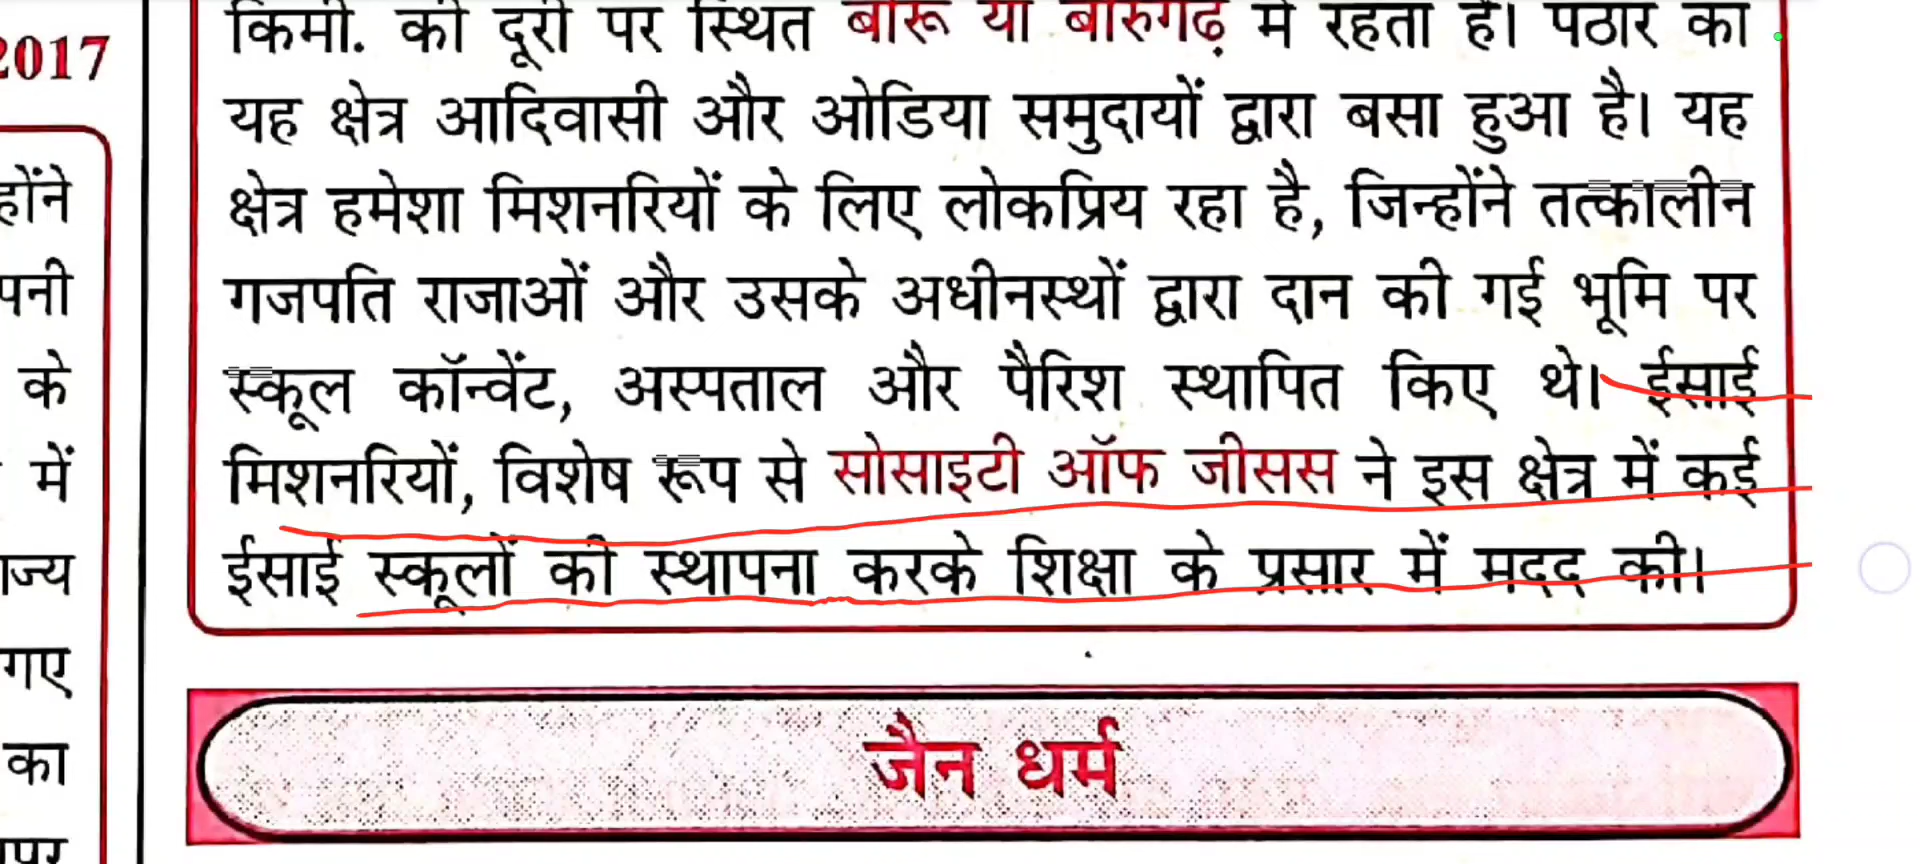 2017
होंने
पनी
के
में
ाज्य
गए
का
किमी. की दूरी पर स्थित बारू या बारुगढ़ में रहता है। पठार का
यह क्षेत्र आदिवासी और ओडिया समुदायों द्वारा बसा हुआ है। यह
क्षेत्र हमेशा मिशनरियों के लिए लोकप्रिय रहा है, जिन्होंने तत्कालीन
गजपति राजाओं और उसके अधीनस्थों द्वारा दान की गई भूमि पर
स्कूल कॉन्वेंट, अस्पताल और पैरिश स्थापित किए थे। ईसाई
मिशनरियों, विशेष रूप से सोसाइटी ऑफ जीसस ने इस क्षेत्र में कई
ईसाई स्कूलों की स्थापना करके शिक्षा के प्रसार में मदद की।
जैन धर्म